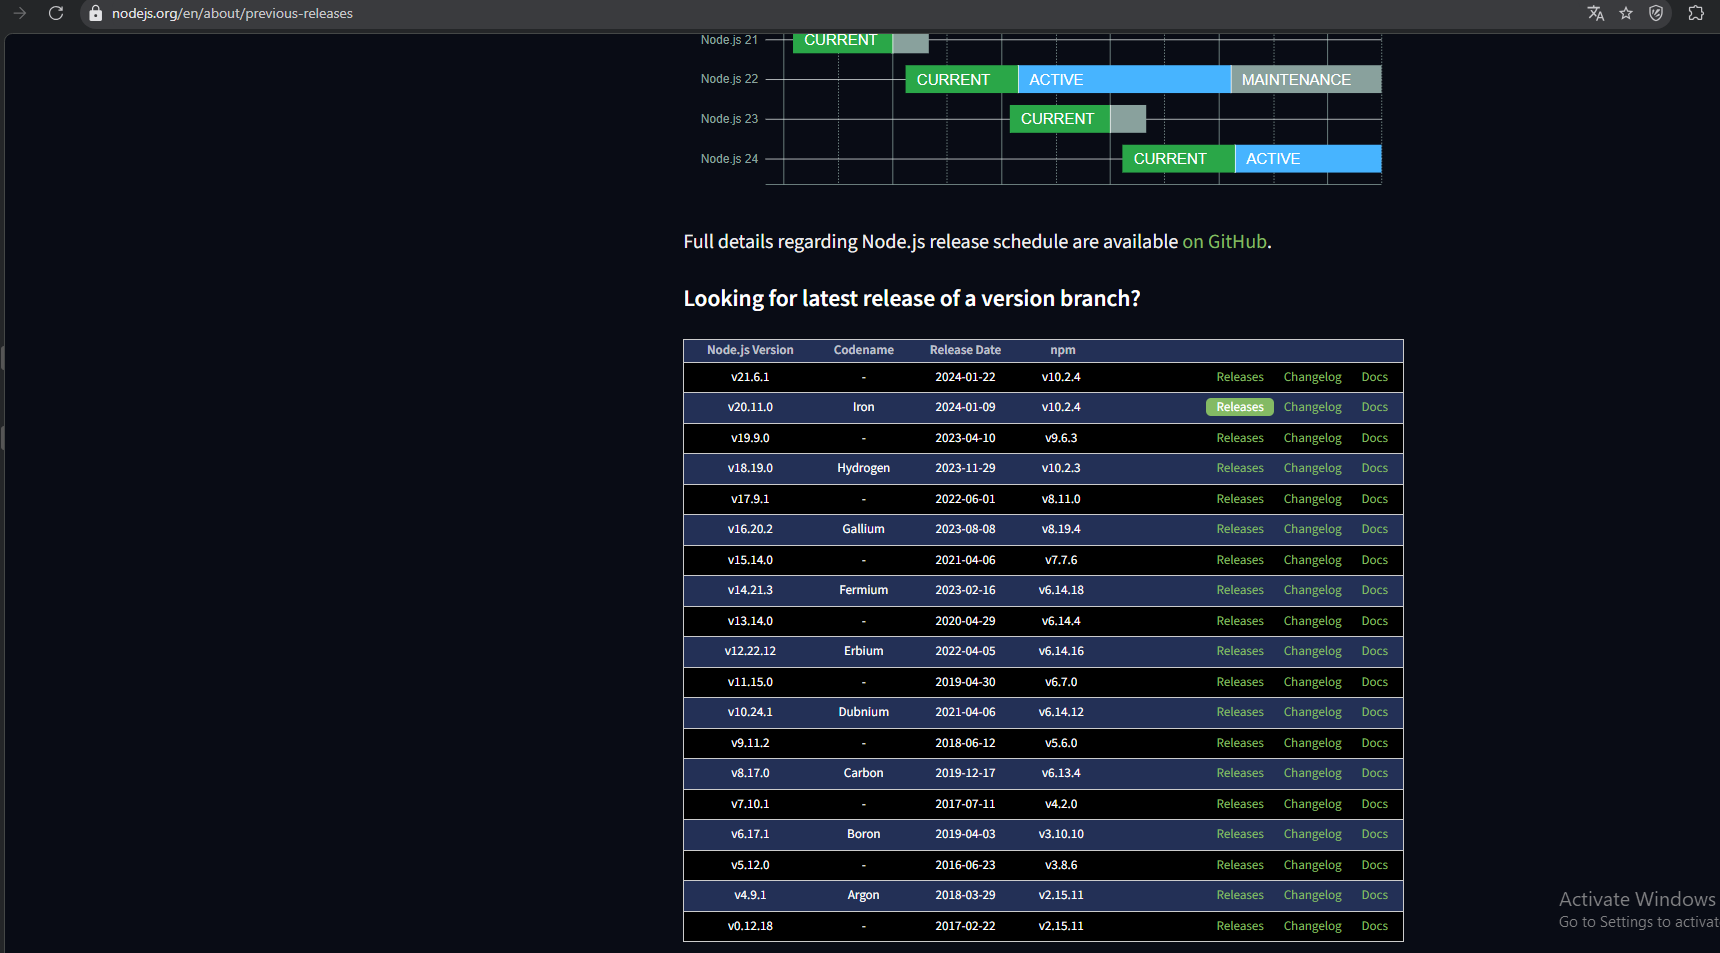 nodejs.org/en/about/previous-releases
Node.js 21 CURRENT
Node.js 22 CURRENT ACTIVE MAINTENANCE
Node.js 23 CURRENT
Node.js 24 CURRENT ACTIVE
Full details regarding Node.js release schedule are available on GitHub.
Looking for latest release of a version branch?
Node.js Version Codename Release Date npm
v21.6.1 - 2024-01-22 v10.2.4 Releases Changelog Docs
v20.11.0 Iron 2024-01-09 v10.2.4 Releases Changelog Docs
v19.9.0 - 2023-04-10 v9.6.3 Releases Changelog Docs
v18.19.0 Hydrogen 2023-11-29 v10.2.3 Releases Changelog Docs
v17.9.1 - 2022-06-01 v8.11.0 Releases Changelog Docs
v16.20.2 Gallium 2023-08-08 v8.19.4 Releases Changelog Docs
v15.14.0 - 2021-04-06 v7.7.6 Releases Changelog Docs
v14.21.3 Fermium 2023-02-16 v6.14.18 Releases Changelog Docs
v13.14.0 - 2020-04-29 v6.14.4 Releases Changelog Docs
v12.22.12 Erbium 2022-04-05 v6.14.16 Releases Changelog Docs
v11.15.0 - 2019-04-30 v6.7.0 Releases Changelog Docs
v10.24.1 Dubnium 2021-04-06 v6.14.12 Releases Changelog Docs
v9.11.2 - 2018-06-12 v5.6.0 Releases Changelog Docs
v8.17.0 Carbon 2019-12-17 v6.13.4 Releases Changelog Docs
v7.10.1 - 2017-07-11 v4.2.0 Releases Changelog Docs
v6.17.1 Boron 2019-04-03 v3.10.10 Releases Changelog Docs
v5.12.0 - 2016-06-23 v3.8.6 Releases Changelog Docs
v4.9.1 Argon 2018-03-29 v2.15.11 Releases Changelog Docs
v0.12.18 - 2017-02-22 v2.15.11 Releases Changelog Docs
Activate Windows
Go to Settings to activat